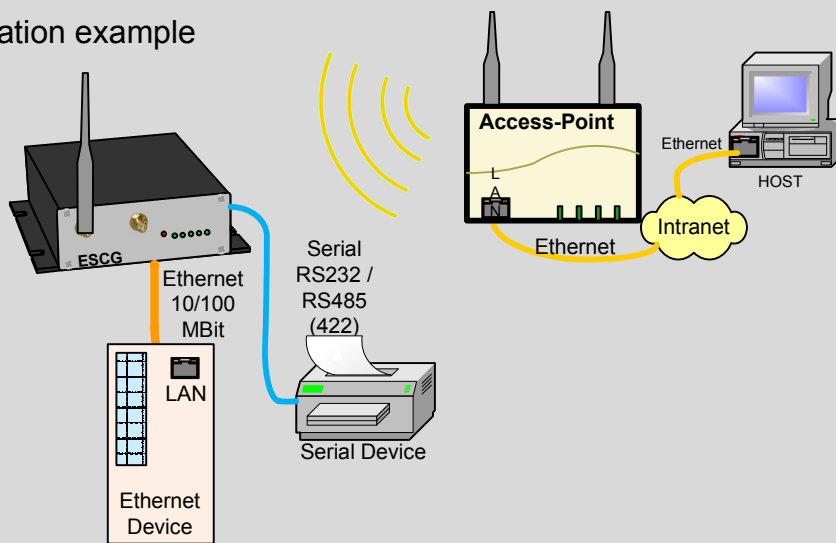 ation example
Access-Point
L
A
N
Ethernet
HOST
Intranet
Ethernet
ESCG
Ethernet
10/100
MBit
Serial
RS232 /
RS485
(422)
LAN
Serial Device
Ethernet
Device